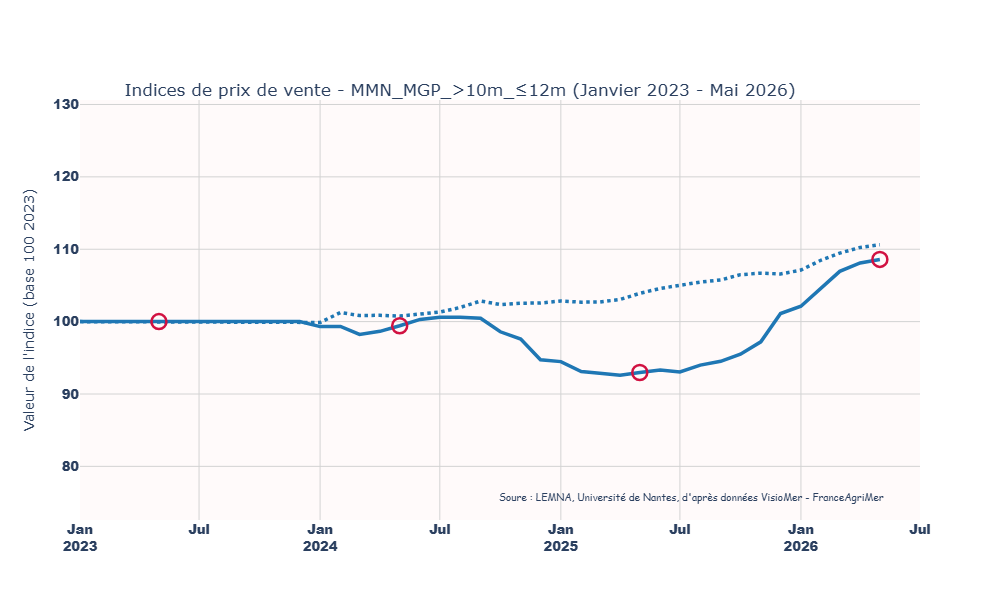 Indices de prix de vente - MMN_MGP_>10m_≤12m (Janvier 2023 - Mai 2026)
Valeur de l'indice (base 100 2023)
130
120
110
100
90
80
Soure : LEMNA, Université de Nantes, d'après données VisioMer - FranceAgriMer
Jan Jul Jan Jul Jan Jul Jan Jul
2023 2024 2025 2026